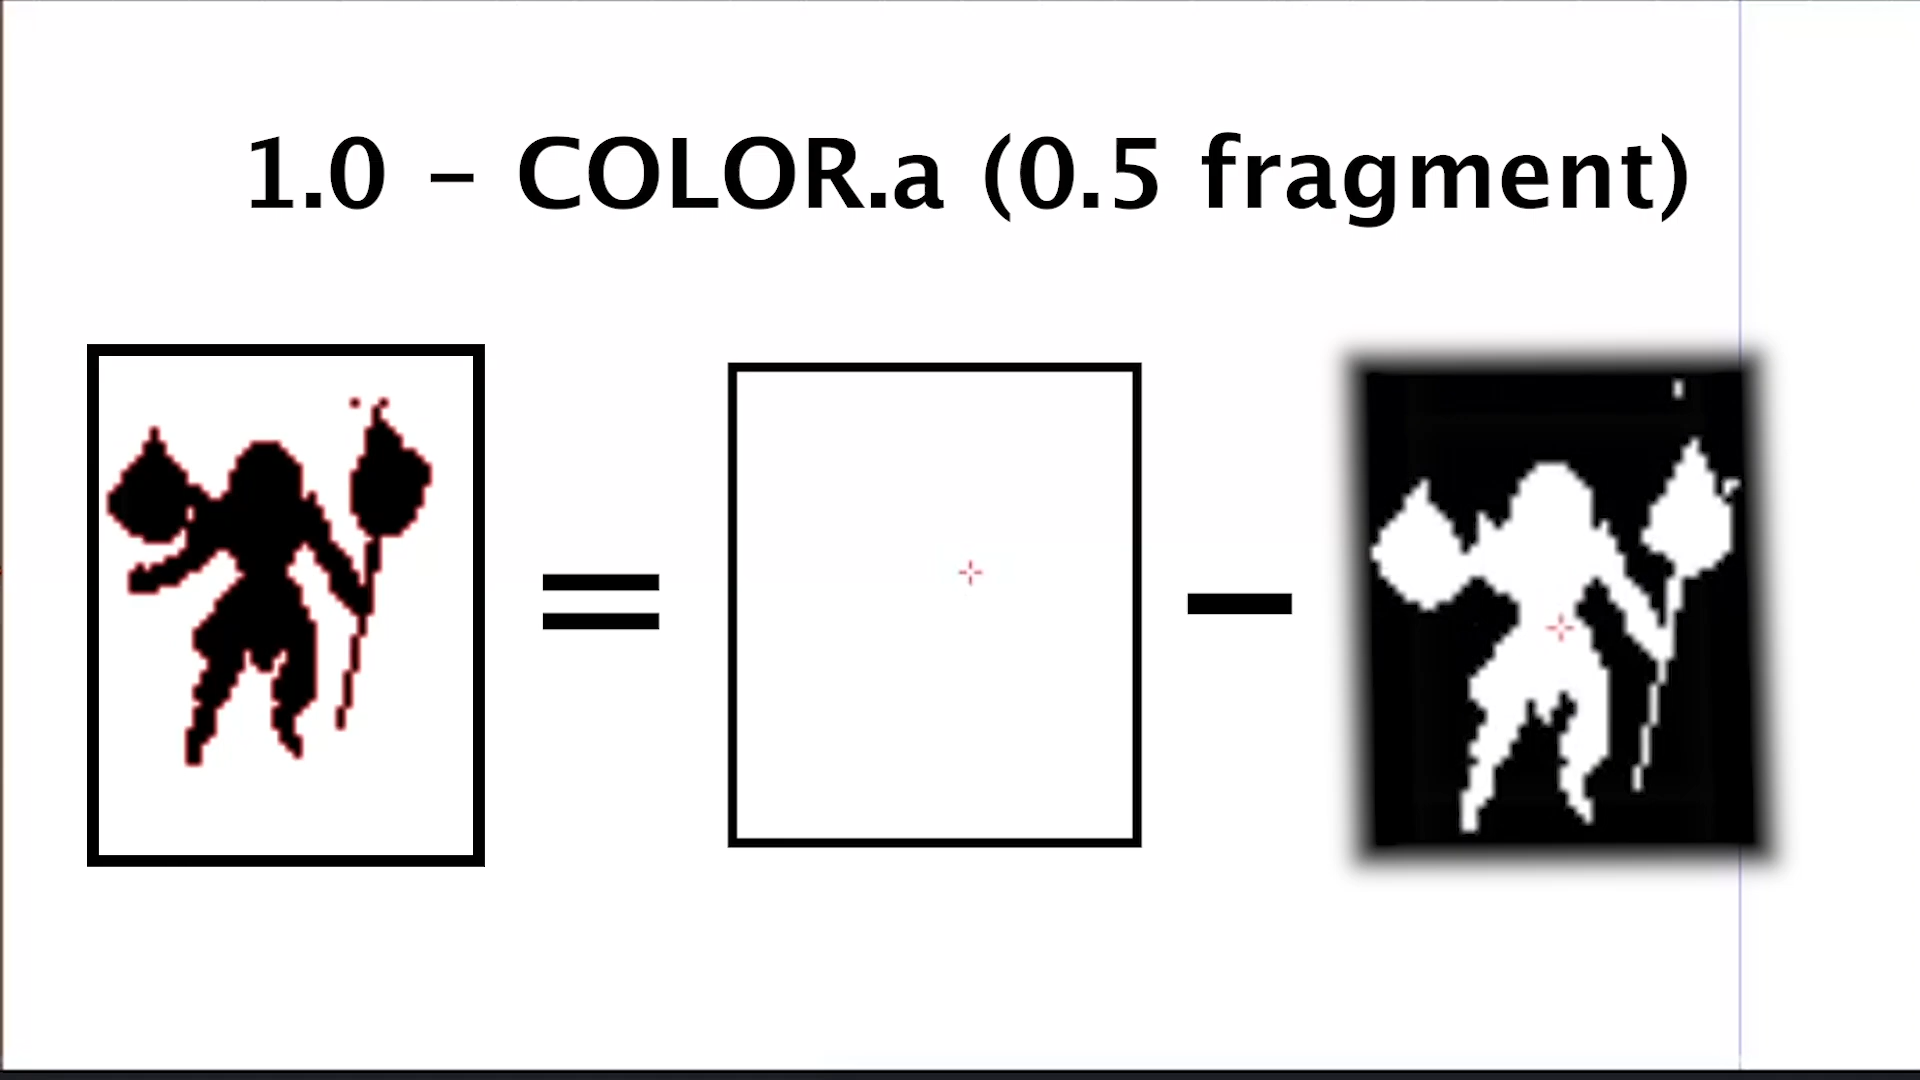 1.0 – COLOR.a (0.5 fragment)
= –